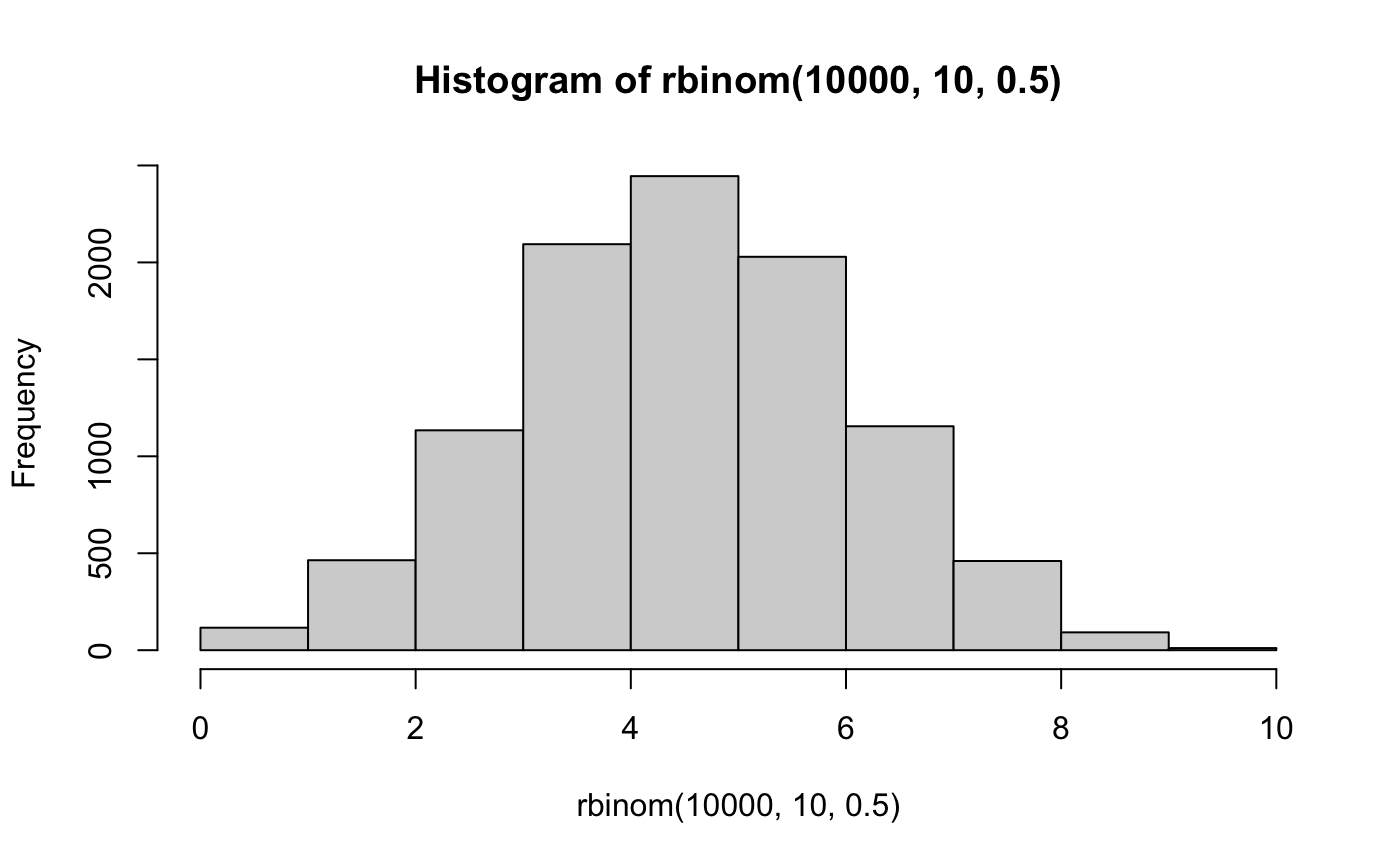 Histogram of rbinom(10000, 10, 0.5)
Frequency
2000
1000
500
0
0 2 4 6 8 10
rbinom(10000, 10, 0.5)